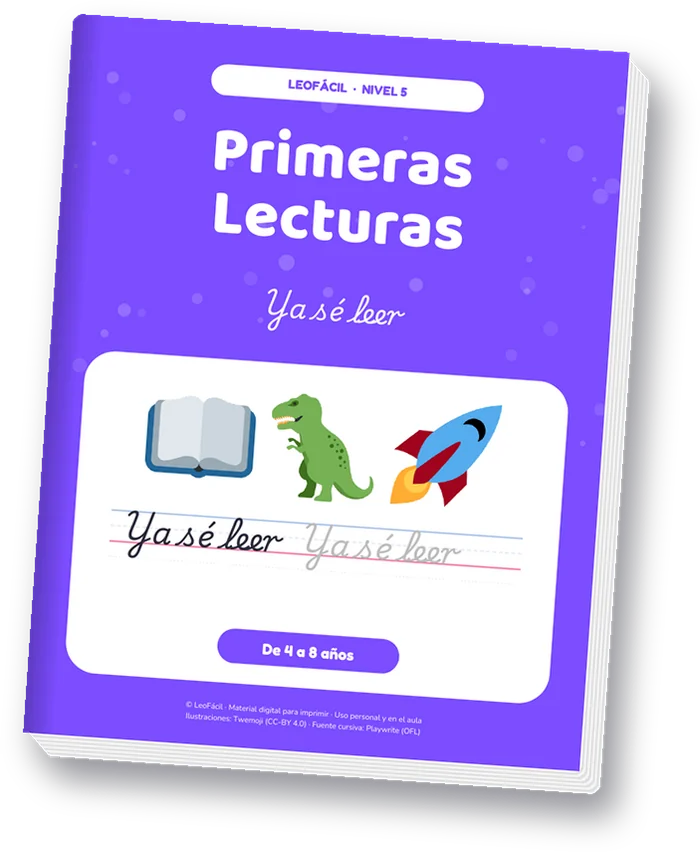 LEOFÁCIL · NIVEL 5
Primeras
Lecturas
Ya sé leer
Ya sé leer Ya sé leer
De 4 a 8 años
© LeoFácil · Material digital para imprimir · Uso personal y en el aula
Ilustraciones: Twemoji (CC-BY 4.0) · Fuente cursiva: Playwrite (OFL)